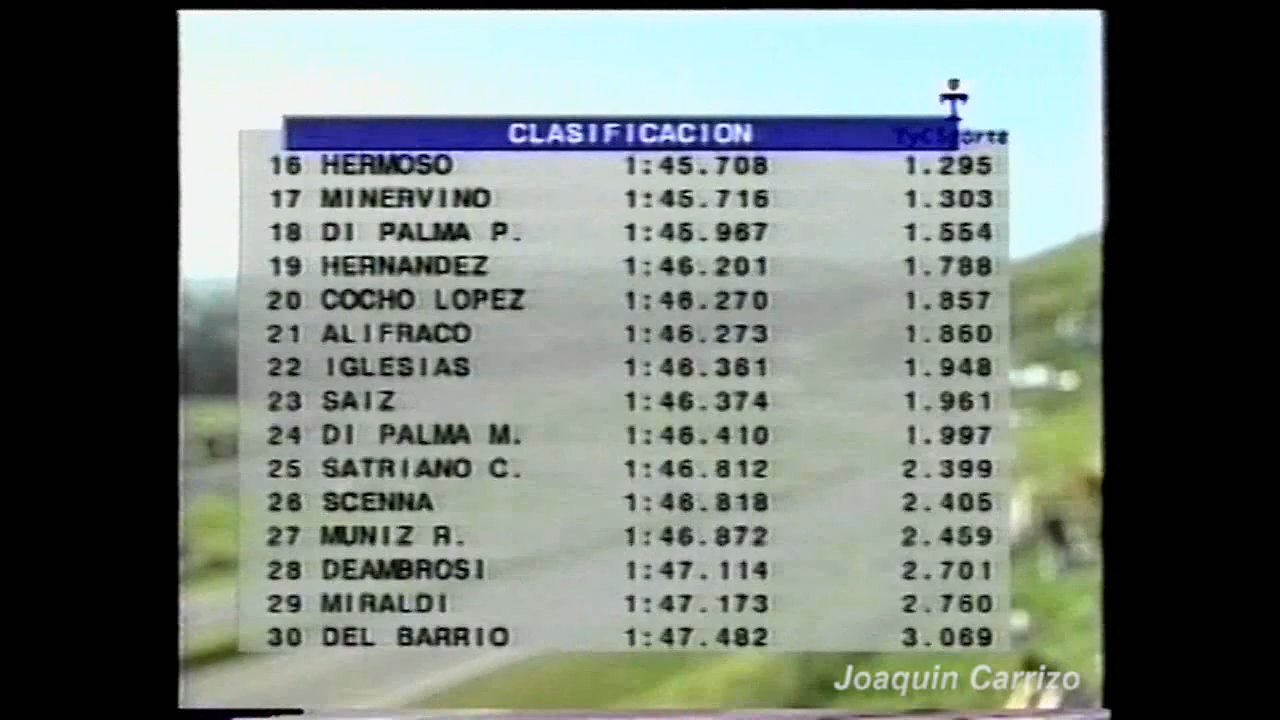 CLASIFICACION
TyCSports
16 HERMOSO 1:45.708 1.295
17 MINERVINO 1:45.716 1.303
18 DI PALMA P. 1:45.967 1.554
19 HERNANDEZ 1:46.201 1.788
20 COCHO LOPEZ 1:46.270 1.857
21 ALIFRACO 1:46.273 1.860
22 IGLESIAS 1:46.361 1.948
23 SAIZ 1:46.374 1.961
24 DI PALMA M. 1:46.410 1.997
25 SATRIANO C. 1:46.812 2.399
26 SCENNA 1:46.818 2.405
27 MUNIZ R. 1:46.872 2.459
28 DEAMBROSI 1:47.114 2.701
29 MIRALDI 1:47.173 2.760
30 DEL BARRIO 1:47.482 3.069
Joaquin Carrizo